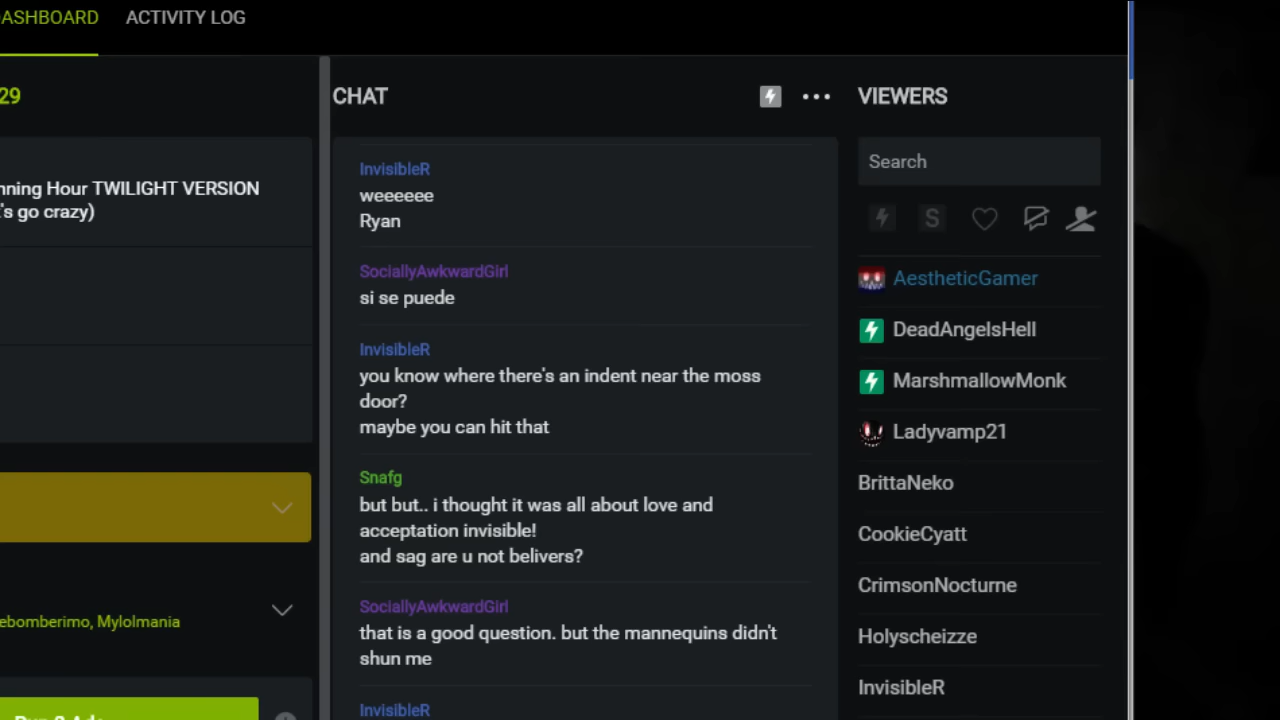 DASHBOARD
ACTIVITY LOG
29
nning Hour TWILIGHT VERSION
's go crazy)
ebomberimo, Mylolmania
CHAT
InvisibleR
weeeeee
Ryan
SociallyAwkwardGirl
si se puede
InvisibleR
you know where there's an indent near the moss
door?
maybe you can hit that
Snafg
but but.. i thought it was all about love and
acceptation invisible!
and sag are u not belivers?
SociallyAwkwardGirl
that is a good question. but the mannequins didn't
shun me
InvisibleR
VIEWERS
Search
S
AestheticGamer
DeadAngelsHell
MarshmallowMonk
Ladyvamp21
BrittaNeko
CookieCyatt
CrimsonNocturne
Holyscheizze
InvisibleR